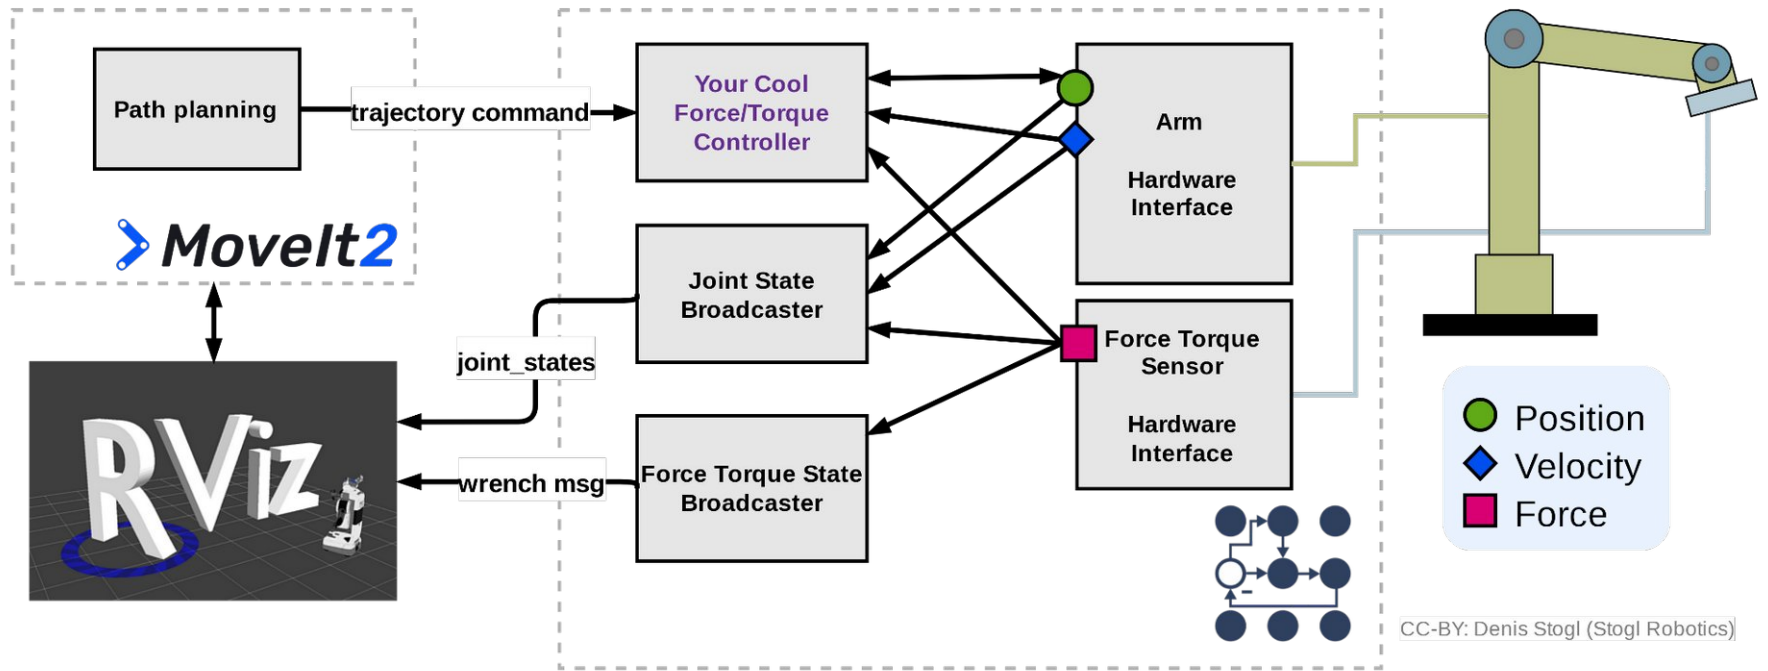 Path planning
trajectory command
MoveIt2
Your Cool
Force/Torque
Controller
Arm
Hardware
Interface
Joint State
Broadcaster
joint_states
Force Torque
Sensor
Hardware
Interface
Force Torque State
Broadcaster
wrench msg
RViz
Position
Velocity
Force
CC-BY: Denis Stogl (Stogl Robotics)